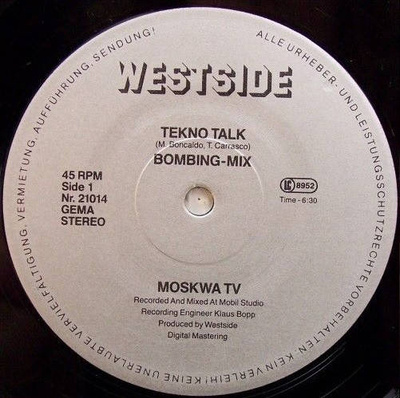 ALLE URHEBER- UND LEISTUNGSSCHUTZRECHTE VORBEHALTEN · KEIN VERLEIH! KEINE UNERLAUBTE VERVIELFÄLTIGUNG, VERMIETUNG, AUFFÜHRUNG, SENDUNG!
WESTSIDE
TEKNO TALK
(M. Boncaldo, T. Carrasco)
BOMBING-MIX
45 RPM
Side 1
Nr. 21014
GEMA
STEREO
LC 8952
Time - 6:30
MOSKWA TV
Recorded And Mixed At Mobil Studio
Recording Engineer Klaus Bopp
Produced by Westside
Digital Mastering